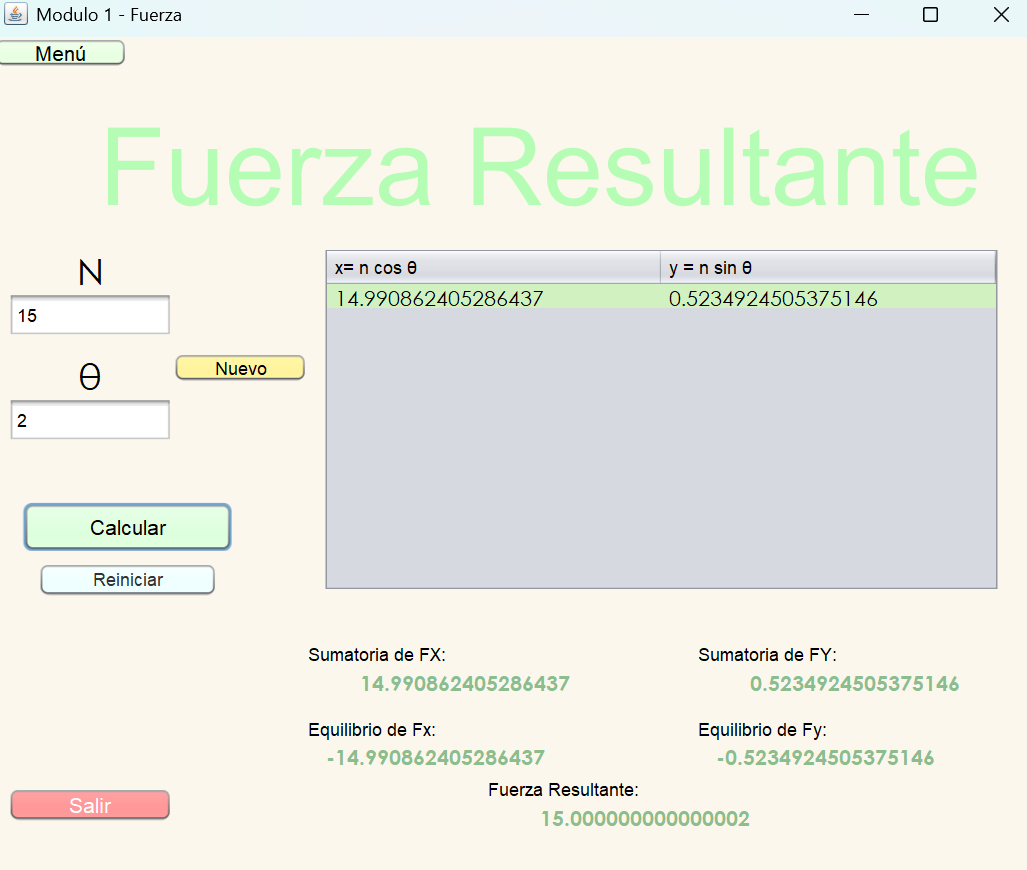 Modulo 1 - Fuerza
Menú
Fuerza Resultante
N
15
θ
2
Nuevo
Calcular
Reiniciar
x= n cos θ y = n sin θ
14.990862405286437 0.5234924505375146
Sumatoria de FX: Sumatoria de FY:
14.990862405286437 0.5234924505375146
Equilibrio de Fx: Equilibrio de Fy:
-14.990862405286437 -0.5234924505375146
Fuerza Resultante:
15.000000000000002
Salir